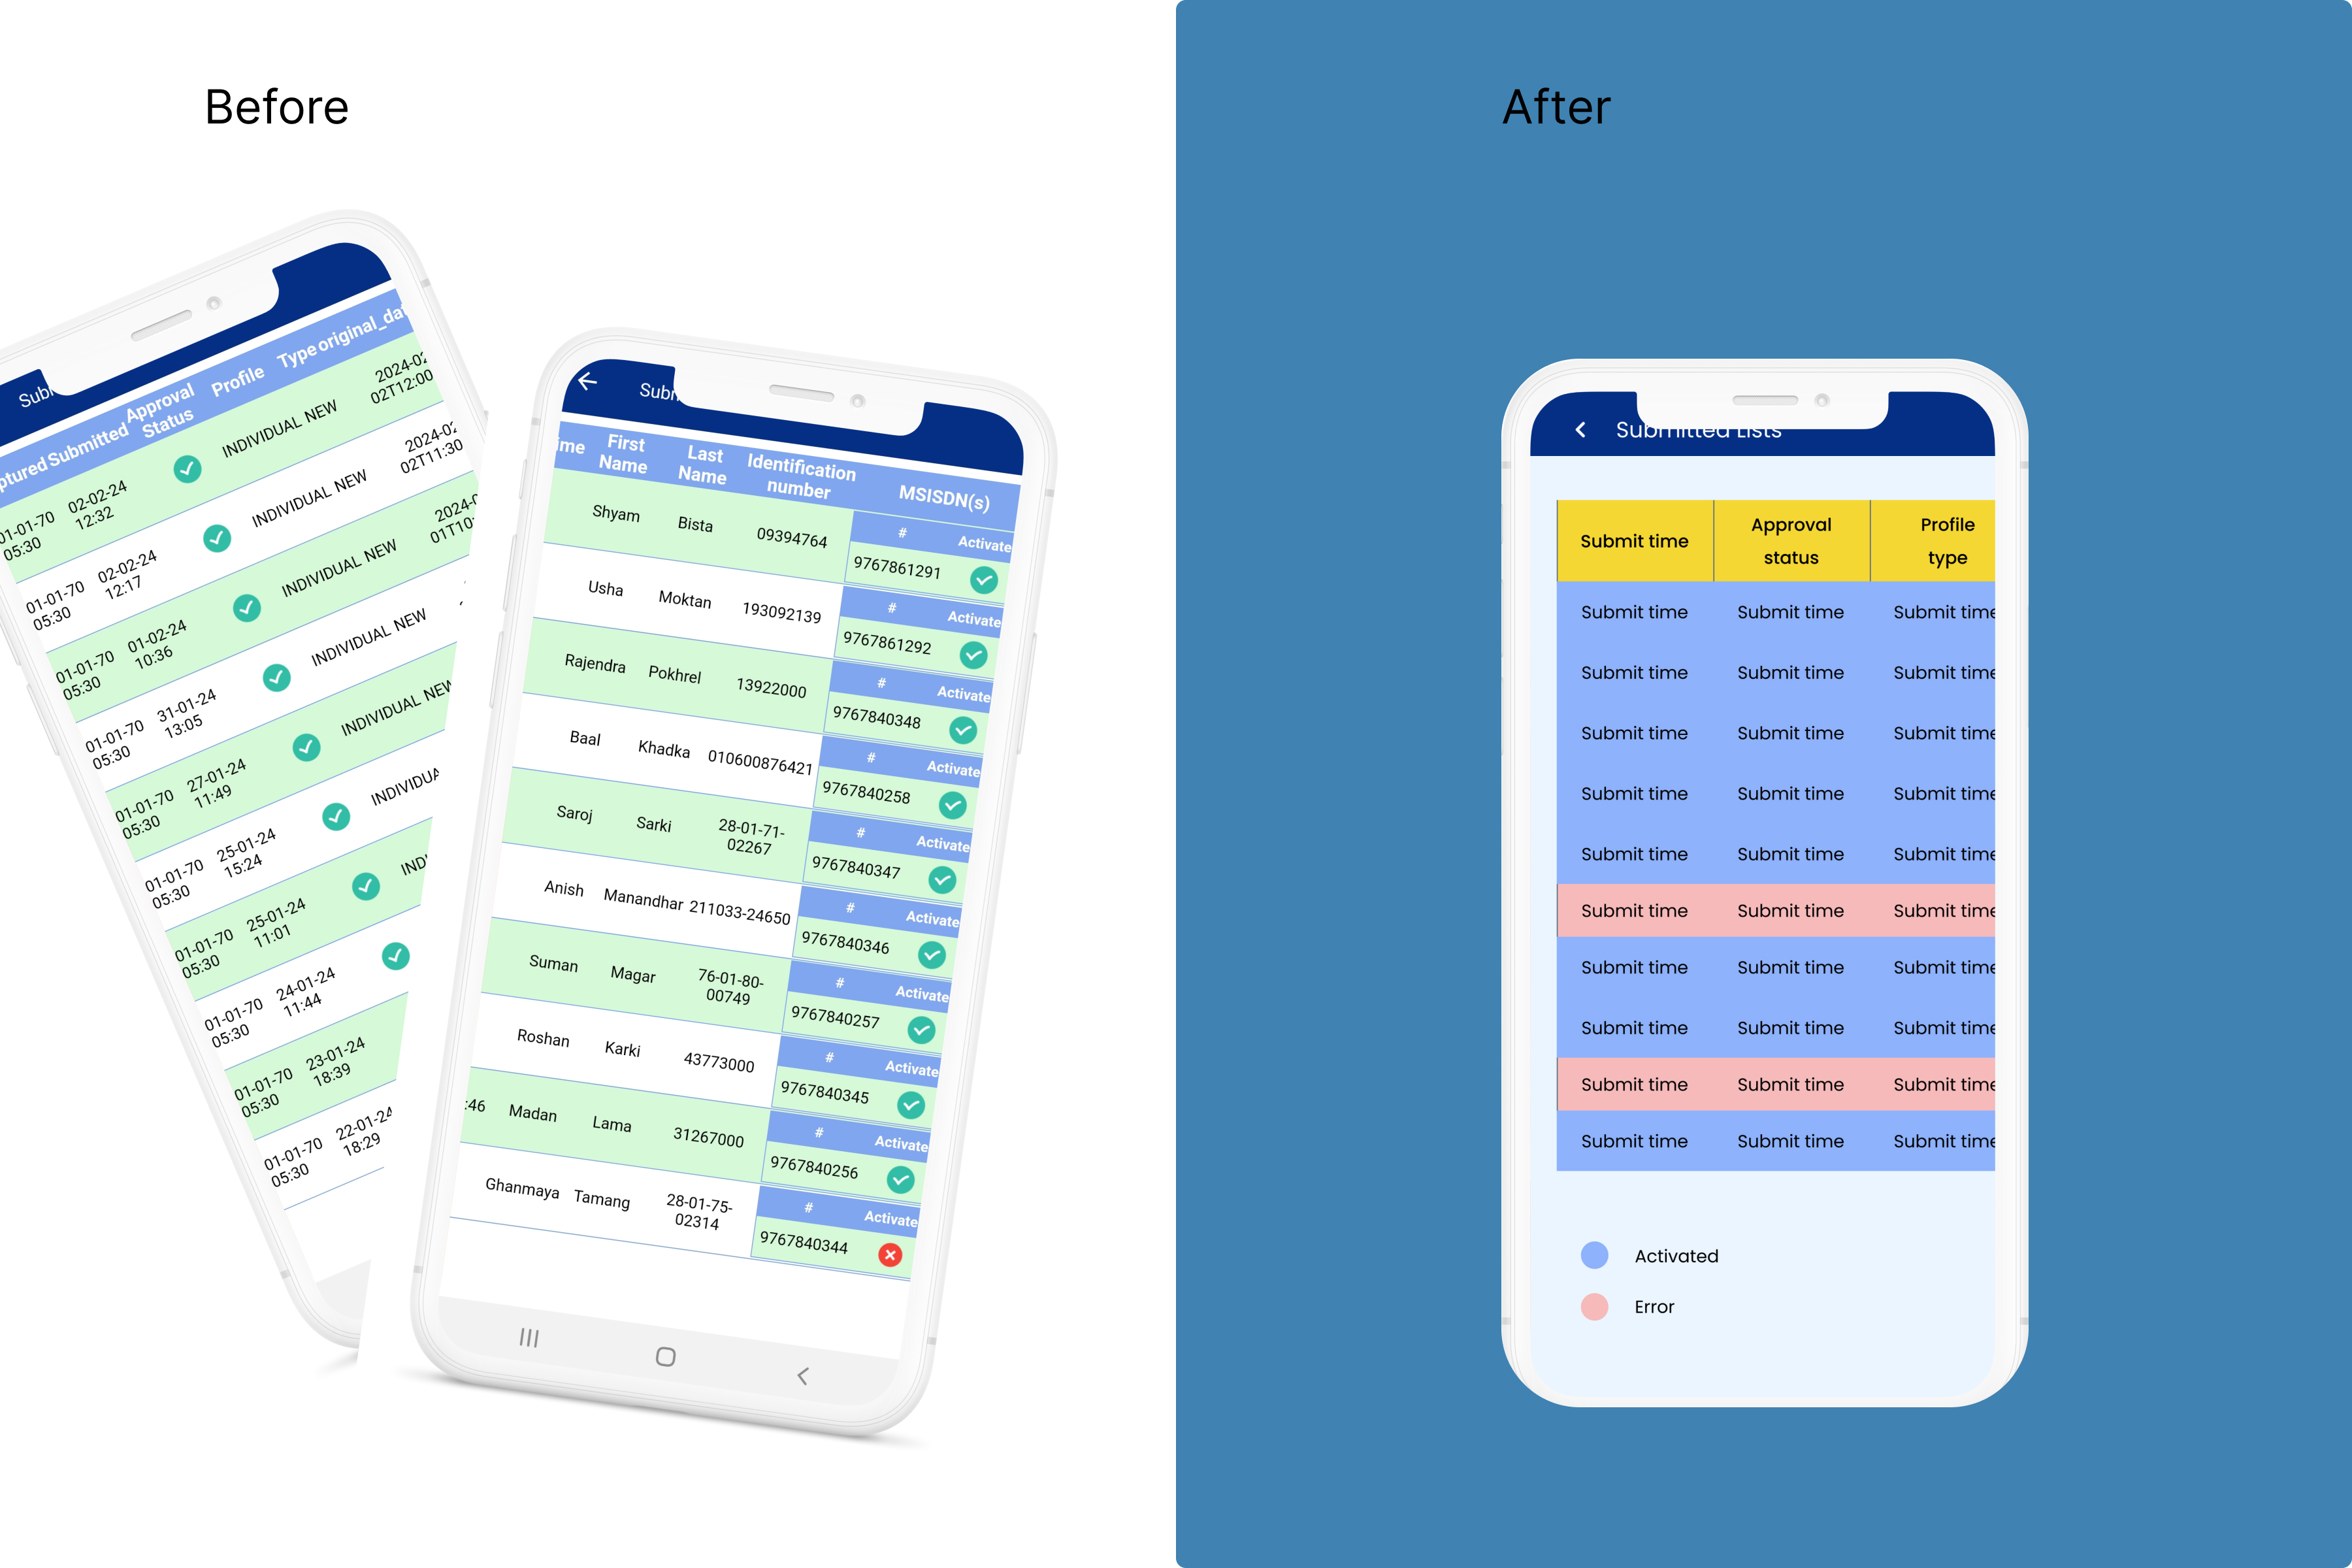 Before
After
Subm
ptured Submitted Approval Status Profile Type original_dat
01-01-70 05:30 02-02-24 12:32 INDIVIDUAL NEW 2024-02 02T12:00
01-01-70 05:30 02-02-24 12:17 INDIVIDUAL NEW 2024-02 02T11:30
01-01-70 05:30 01-02-24 10:36 INDIVIDUAL NEW 2024-0 01T10:
01-01-70 05:30 31-01-24 13:05 INDIVIDUAL NEW
01-01-70 05:30 27-01-24 11:49 INDIVIDUAL NEW
01-01-70 05:30 25-01-24 15:24 INDIVIDUA
01-01-70 05:30 25-01-24 11:01 INDI
01-01-70 05:30 24-01-24 11:44
01-01-70 05:30 23-01-24 18:39
01-01-70 05:30 22-01-24 18:29
Subm
ime First Name Last Name Identification number MSISDN(s)
# Activate
Shyam Bista 09394764 9767861291
# Activate
Usha Moktan 193092139 9767861292
# Activate
Rajendra Pokhrel 13922000 9767840348
# Activate
Baal Khadka 010600876421 9767840258
# Activate
Saroj Sarki 28-01-71-02267 9767840347
# Activate
Anish Manandhar 211033-24650 9767840346
# Activate
Suman Magar 76-01-80-00749 9767840257
# Activate
Roshan Karki 43773000 9767840345
# Activate
:46 Madan Lama 31267000 9767840256
# Activate
Ghanmaya Tamang 28-01-75-02314 9767840344
Submitted Lists
Submit time Approval status Profile type
Submit time Submit time Submit time
Submit time Submit time Submit time
Submit time Submit time Submit time
Submit time Submit time Submit time
Submit time Submit time Submit time
Submit time Submit time Submit time
Submit time Submit time Submit time
Submit time Submit time Submit time
Submit time Submit time Submit time
Submit time Submit time Submit time
Activated
Error